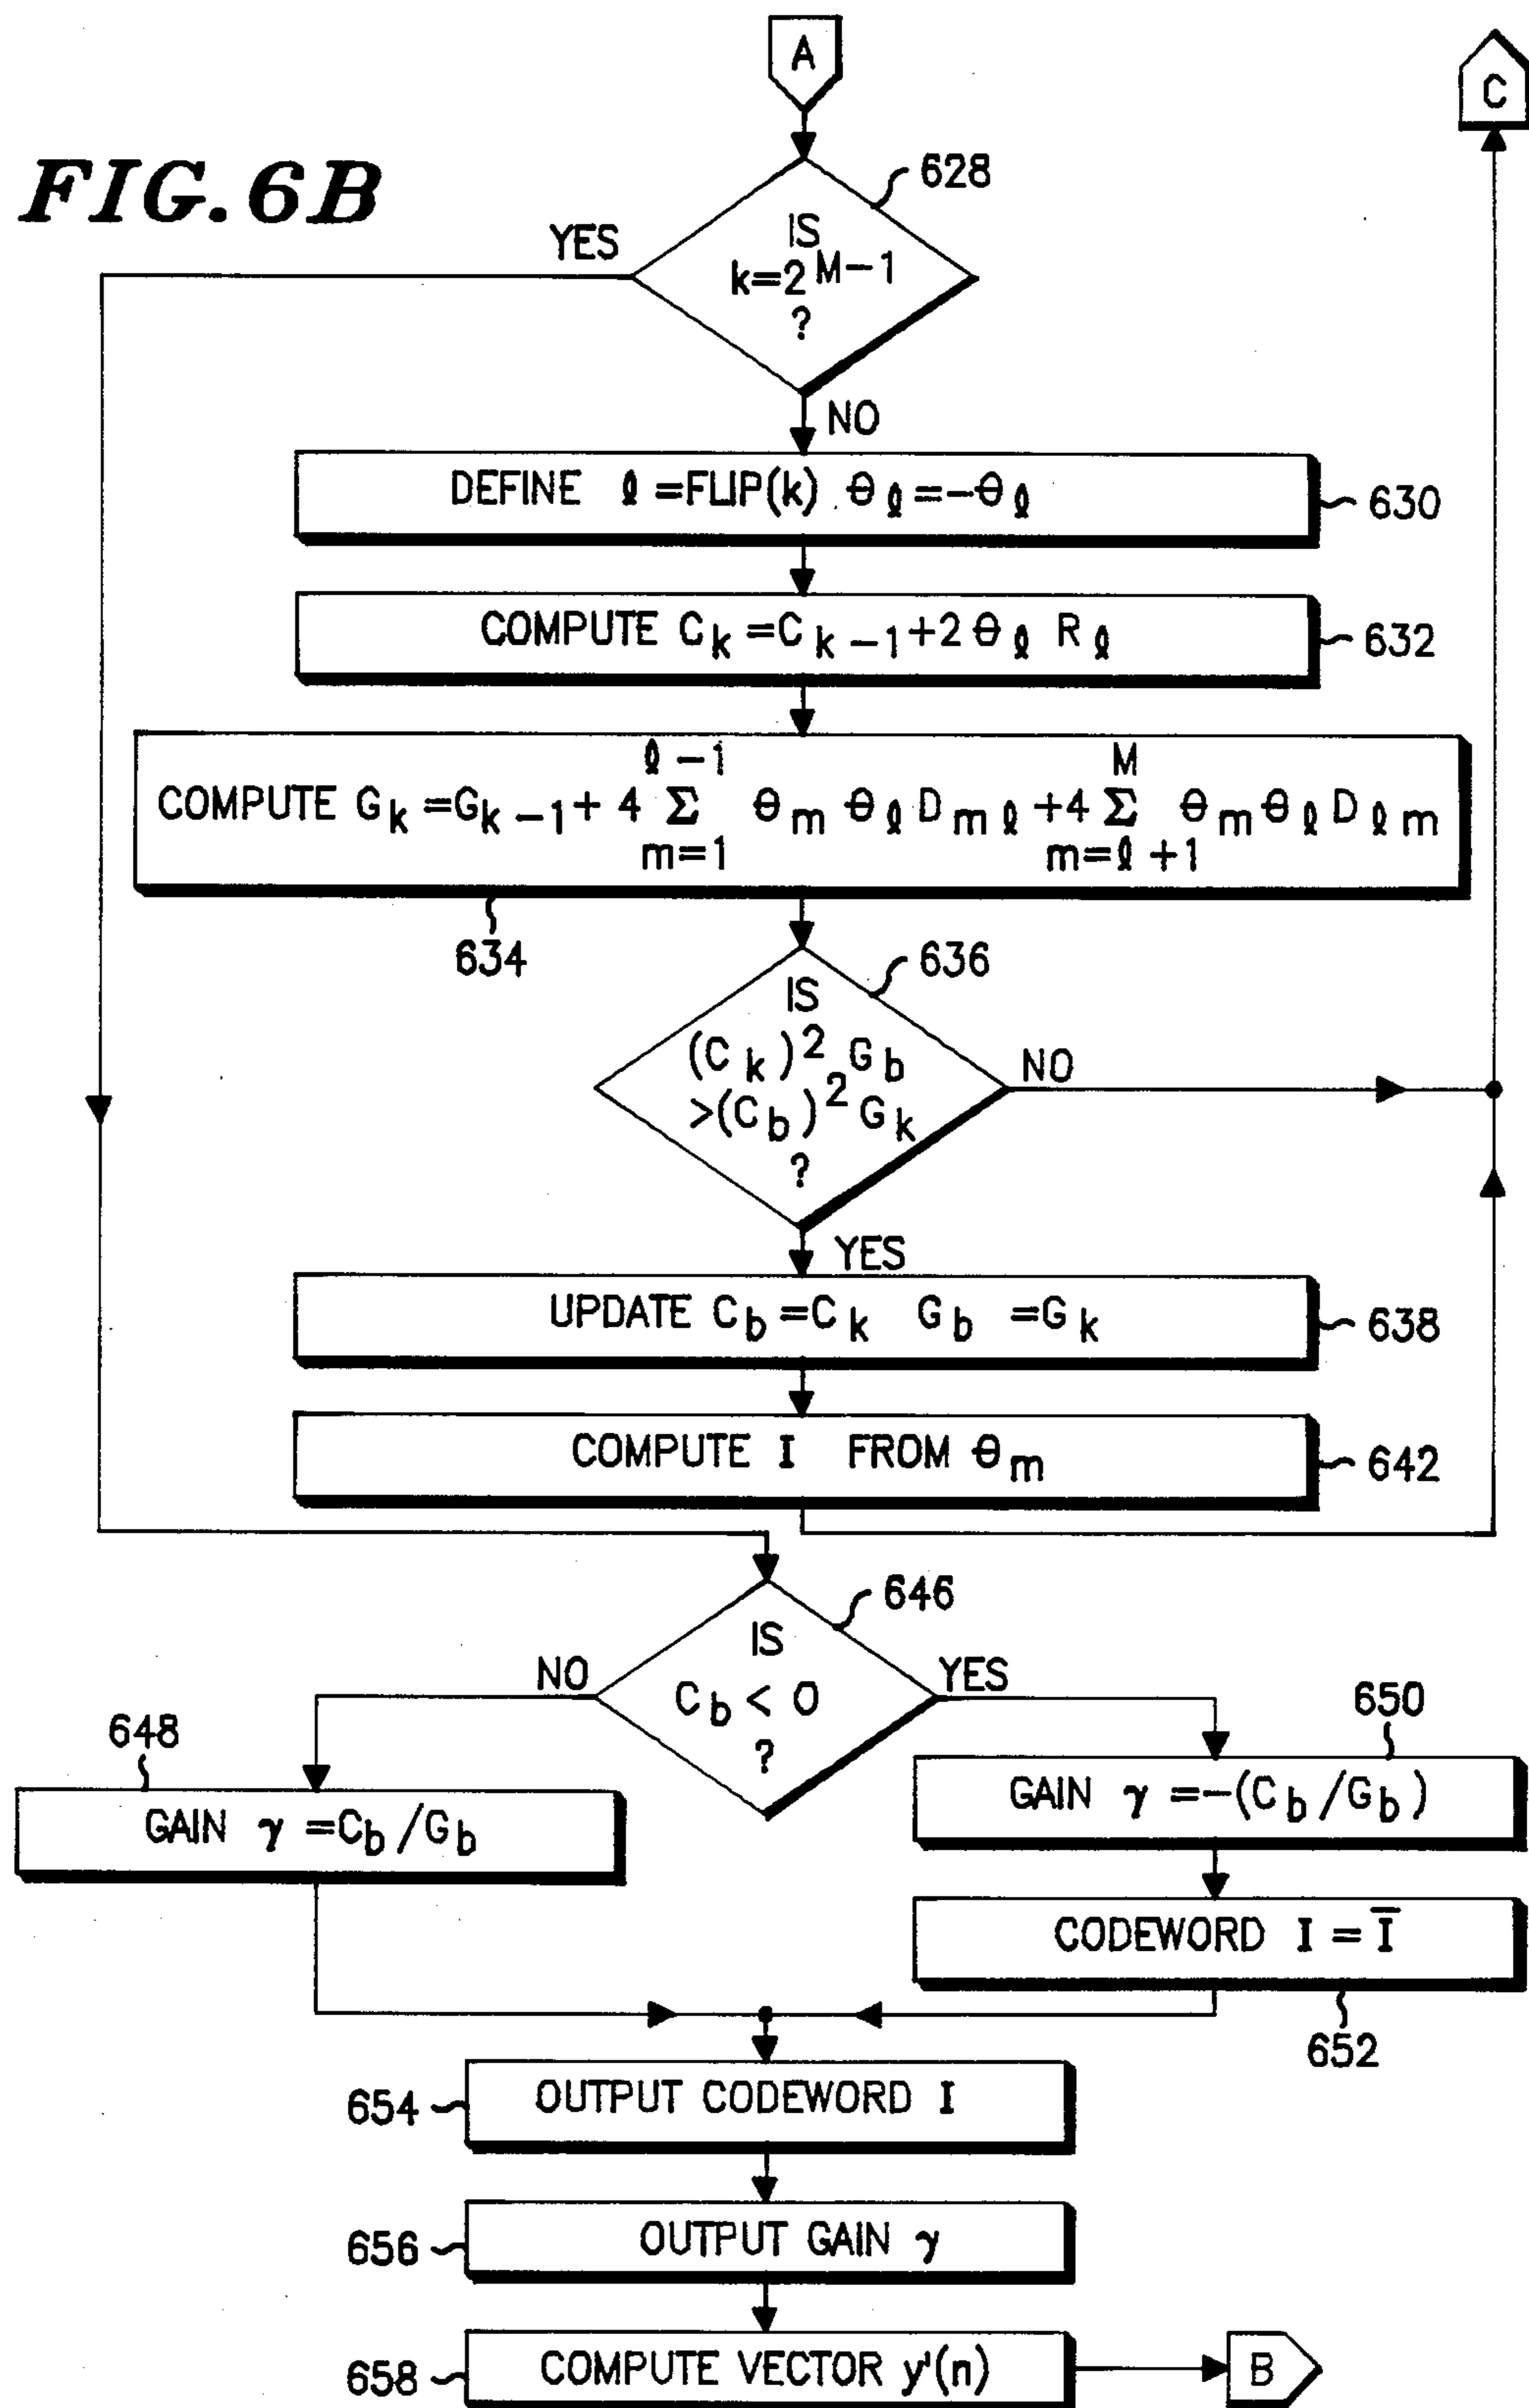 A
C
FIG.6B
628
YES
IS
k=2^M-1
?
NO
DEFINE ℓ=FLIP(k) θ_ℓ=-θ_ℓ
630
COMPUTE C_k=C_k-1+2θ_ℓ R_ℓ
632
ℓ-1 M
COMPUTE G_k=G_k-1+4 Σ θ_m θ_ℓ D_mℓ+4 Σ θ_m θ_ℓ D_ℓm
m=1 m=ℓ+1
634
636
IS
(C_k)^2 G_b
>(C_b)^2 G_k
?
NO
YES
UPDATE C_b=C_k G_b=G_k
638
COMPUTE I FROM θ_m
642
646
IS
NO
YES
C_b<0
?
648
650
GAIN γ=C_b/G_b
GAIN γ=-(C_b/G_b)
CODEWORD I=Ī
652
654
OUTPUT CODEWORD I
656
OUTPUT GAIN γ
658
COMPUTE VECTOR y'(n)
B